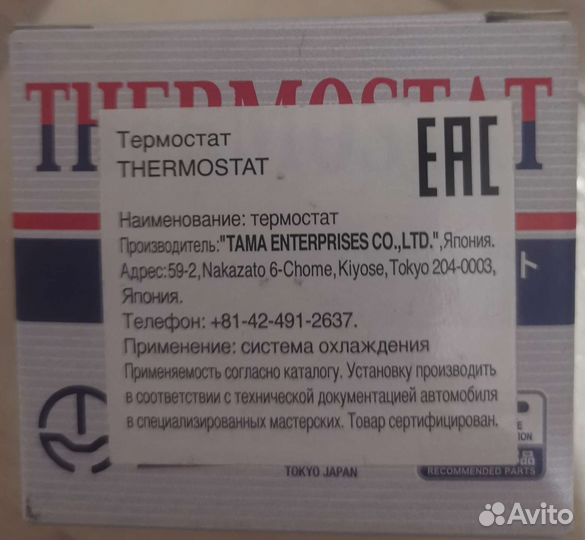 THERMOSTAT
Термостат
THERMOSTAT
EAC
Наименование: термостат
Производитель:"TAMA ENTERPRISES CO.,LTD.",Япония.
Адрес:59-2, Nakazato 6-Chome, Kiyose, Tokyo 204-0003,
Япония.
Телефон: +81-42-491-2637.
Применение: система охлаждения
Применяемость согласно каталогу. Установку производить
в соответствии с технической документацией автомобиля
в специализированных мастерских. Товар сертифицирован.
ト
P
TOKYO JAPAN
品
RECOMMENDED PARTS
Avito